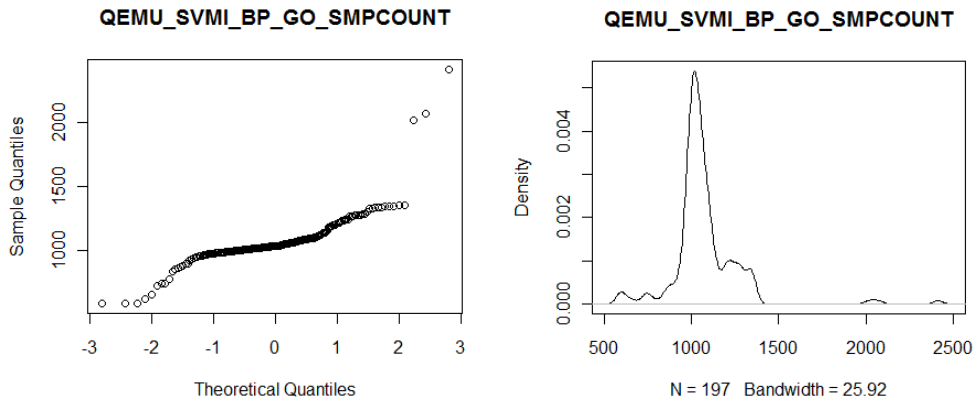 QEMU_SVMI_BP_GO_SMPCOUNT
Sample Quantiles
2000
1500
1000
-3 -2 -1 0 1 2 3
Theoretical Quantiles
QEMU_SVMI_BP_GO_SMPCOUNT
Density
0.004
0.002
0.000
500 1000 1500 2000 2500
N = 197 Bandwidth = 25.92